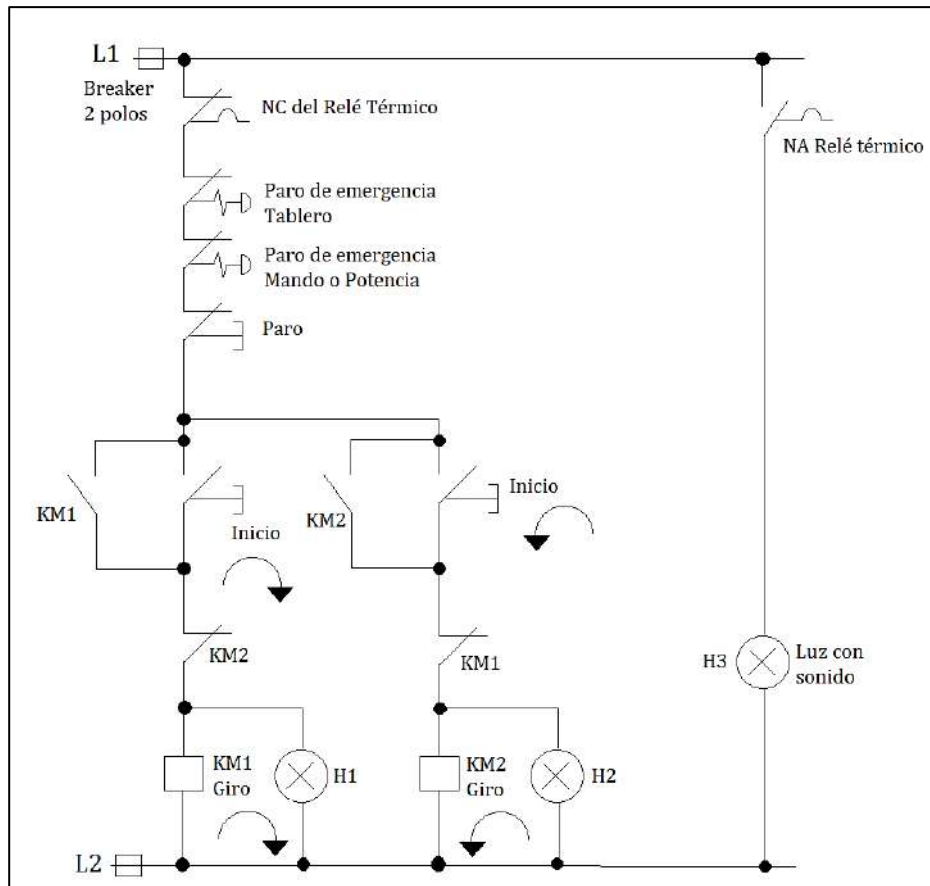 L1
Breaker
2 polos
NC del Relé Térmico
NA Relé térmico
Paro de emergencia
Tablero
Paro de emergencia
Mando o Potencia
Paro
KM1
Inicio
KM2
Inicio
KM2
KM1
H3
Luz con
sonido
KM1
Giro
H1
KM2
Giro
H2
L2